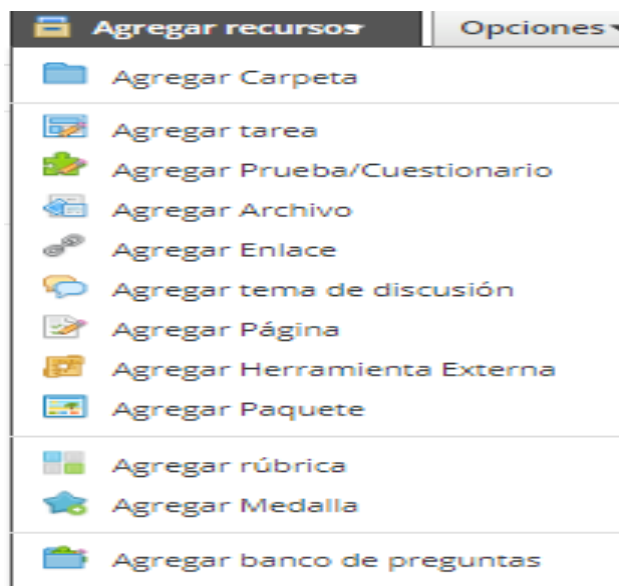 Agregar recursos
Opciones
Agregar Carpeta
Agregar tarea
Agregar Prueba/Cuestionario
Agregar Archivo
Agregar Enlace
Agregar tema de discusión
Agregar Página
Agregar Herramienta Externa
Agregar Paquete
Agregar rúbrica
Agregar Medalla
Agregar banco de preguntas